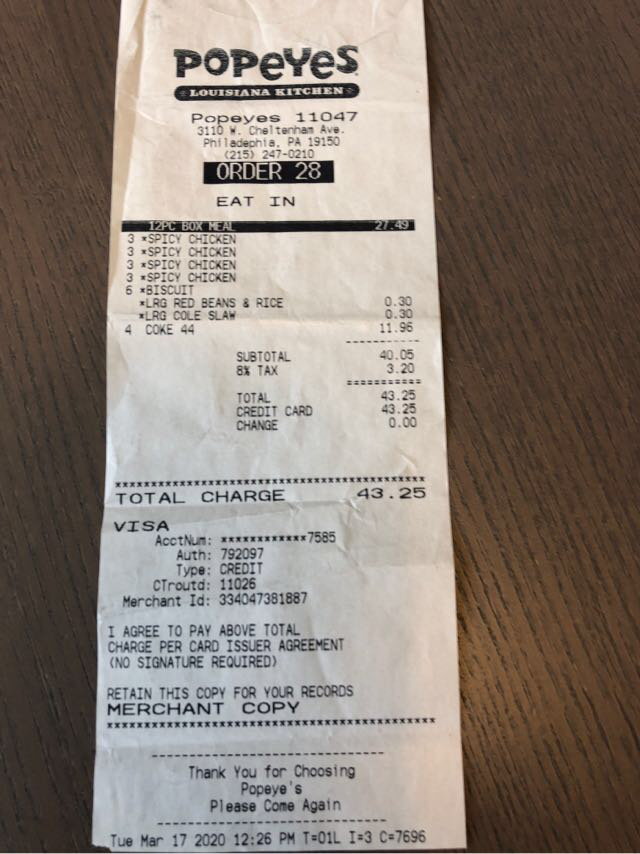 POPEYES
LOUISIANA KITCHEN
Popeyes 11047
3110 W. Cheltenham Ave.
Philadephia, PA 19150
(215) 247-0210
ORDER 28
EAT IN
12PC BOX MEAL 27.49
3 *SPICY CHICKEN
3 *SPICY CHICKEN
3 *SPICY CHICKEN
3 *SPICY CHICKEN
6 *BISCUIT
*LRG RED BEANS & RICE 0.30
*LRG COLE SLAW 0.30
4 COKE 44 11.96
-----------
SUBTOTAL 40.05
8% TAX 3.20
===========
TOTAL 43.25
CREDIT CARD 43.25
CHANGE 0.00
******************************************
TOTAL CHARGE 43.25
VISA
AcctNum: ************7585
Auth: 792097
Type: CREDIT
CTroutd: 11026
Merchant Id: 334047381887
I AGREE TO PAY ABOVE TOTAL
CHARGE PER CARD ISSUER AGREEMENT
(NO SIGNATURE REQUIRED)
RETAIN THIS COPY FOR YOUR RECORDS
MERCHANT COPY
******************************************
------------------------------
Thank You for Choosing
Popeye's
Please Come Again
------------------------------
Tue Mar 17 2020 12:26 PM T=01L I=3 C=7696